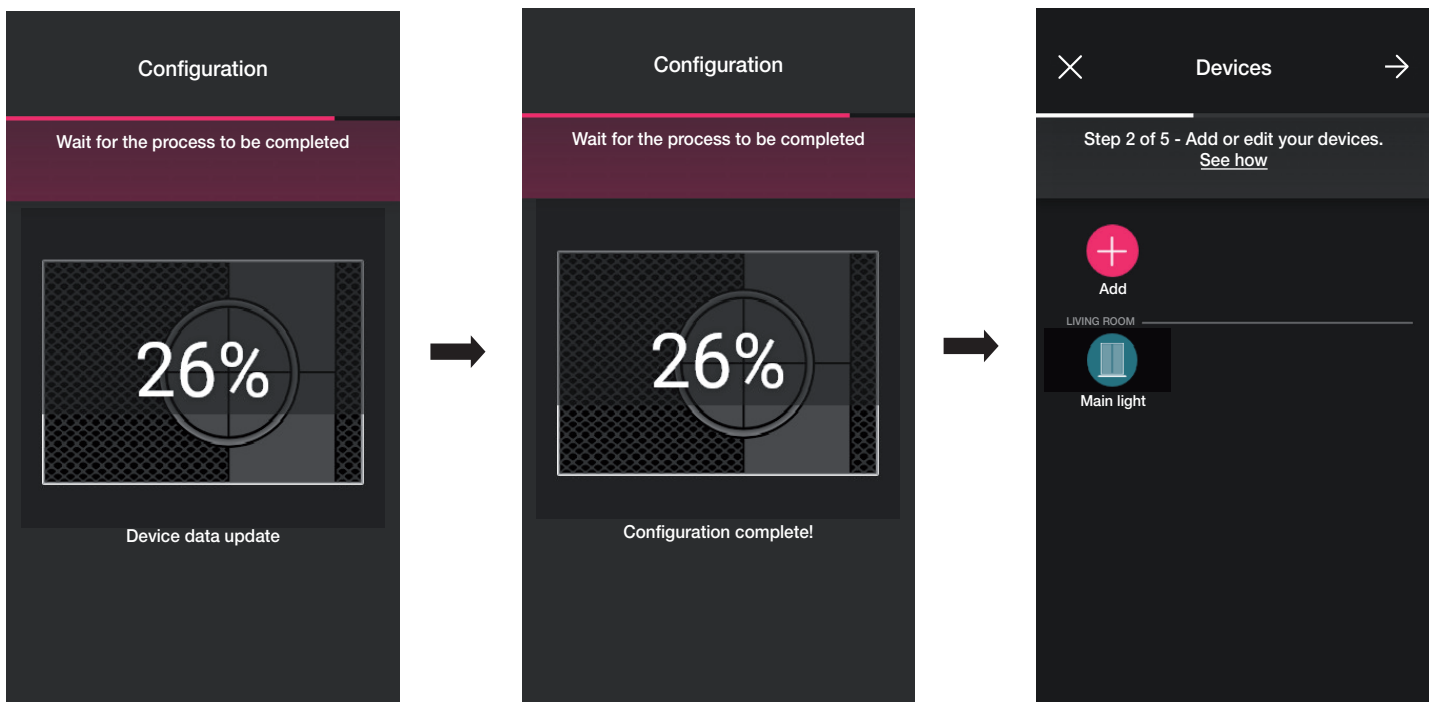 Configuration
Wait for the process to be completed
26%
Device data update
Configuration
Wait for the process to be completed
26%
Configuration complete!
Devices
Step 2 of 5 - Add or edit your devices.
See how
Add
LIVING ROOM
Main light